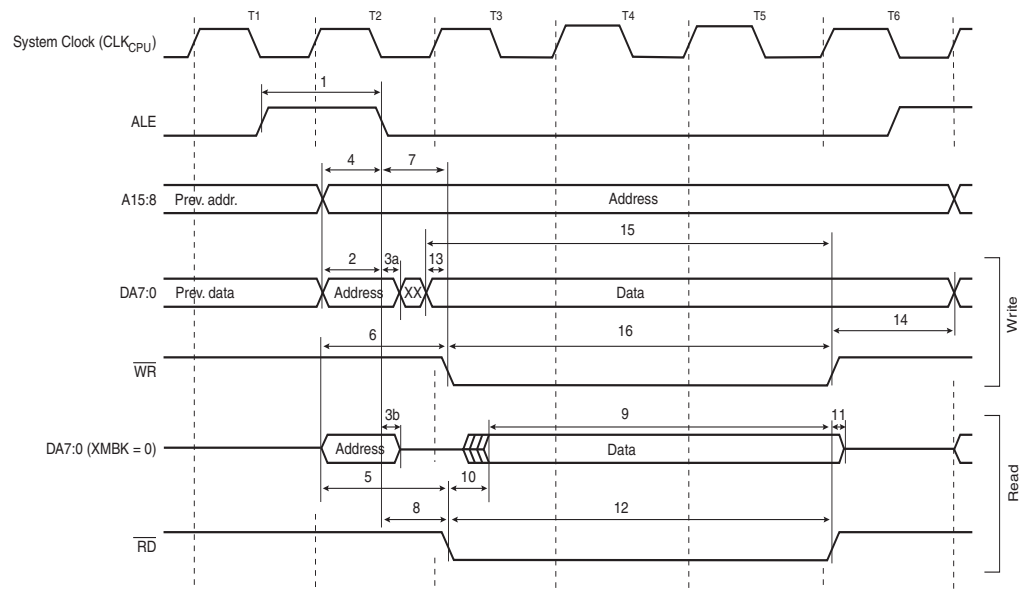 T1 T2 T3 T4 T5 T6
System Clock (CLKCPU)
1
ALE
4 7
A15:8 Prev. addr. Address
15
2 3a 13
DA7:0 Prev. data Address XX Data
14
6 16
WR
Write
3b 9 11
DA7:0 (XMBK = 0) Address Data
5 10
8 12
RD
Read